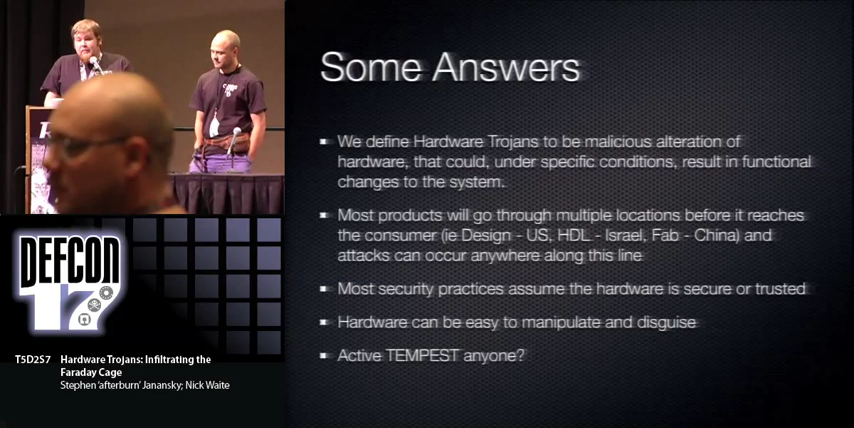 Some Answers
We define Hardware Trojans to be malicious alteration of
hardware, that could, under specific conditions, result in functional
changes to the system.
Most products will go through multiple locations before it reaches
the consumer (ie Design - US, HDL - Israel, Fab - China) and
attacks can occur anywhere along this line
Most security practices assume the hardware is secure or trusted
Hardware can be easy to manipulate and disguise
Active TEMPEST anyone?
DEFCON
17
T5D2S7 Hardware Trojans: Infiltrating the
Faraday Cage
Stephen 'afterburn' Janansky; Nick Waite